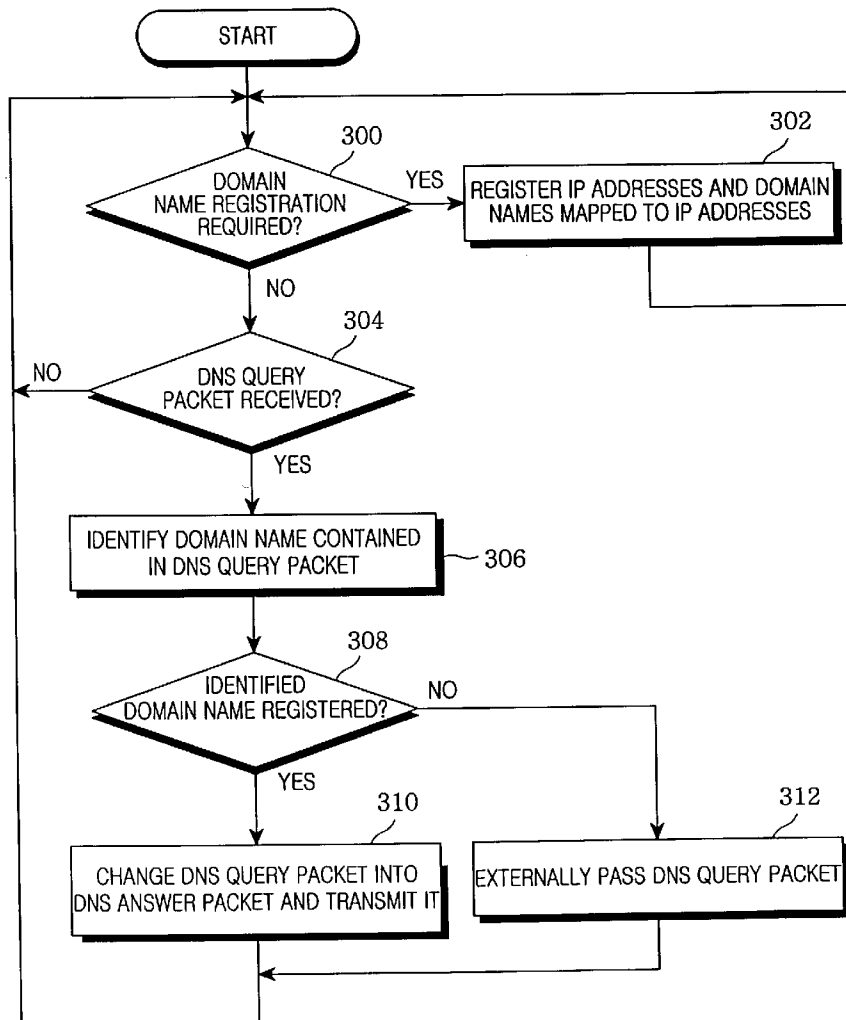 START
300
DOMAIN
NAME REGISTRATION
REQUIRED?
YES
302
REGISTER IP ADDRESSES AND DOMAIN
NAMES MAPPED TO IP ADDRESSES
NO
304
DNS QUERY
PACKET RECEIVED?
NO
YES
IDENTIFY DOMAIN NAME CONTAINED
IN DNS QUERY PACKET
306
308
IDENTIFIED
DOMAIN NAME REGISTERED?
NO
YES
310
CHANGE DNS QUERY PACKET INTO
DNS ANSWER PACKET AND TRANSMIT IT
312
EXTERNALLY PASS DNS QUERY PACKET